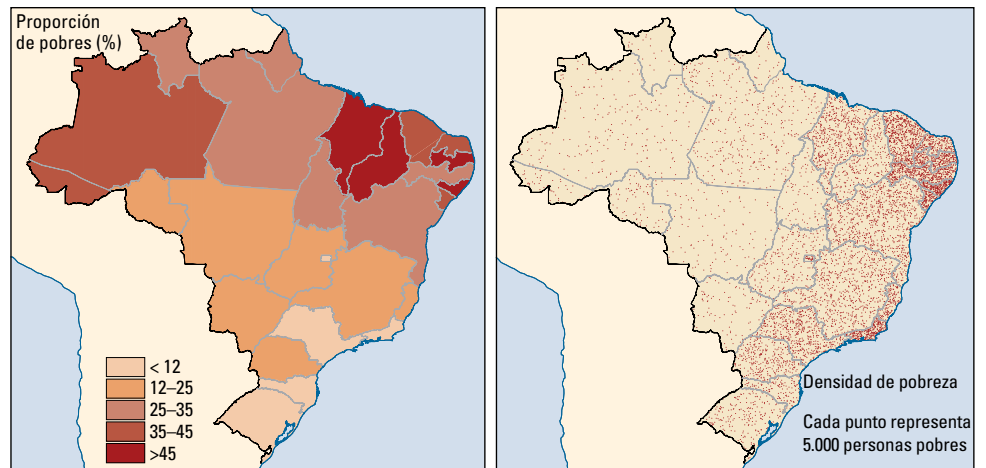 Proporción
de pobres (%)
< 12
12–25
25–35
35–45
>45
Densidad de pobreza
Cada punto representa
5.000 personas pobres